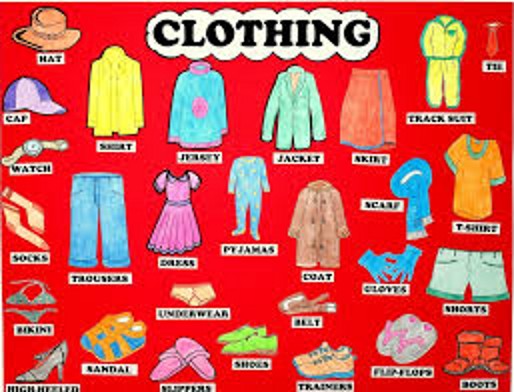 CLOTHING
HAT
TIE
CAP
SHIRT
JERSEY
JACKET
SKIRT
TRACK SUIT
WATCH
SCARF
T-SHIRT
SOCKS
TROUSERS
DRESS
PYJAMAS
COAT
GLOVES
SHORTS
BIKINI
UNDERWEAR
BELT
SANDAL
SHOES
FLIP-FLOPS
BOOTS
HIGH-HEELED
SLIPPERS
TRAINERS